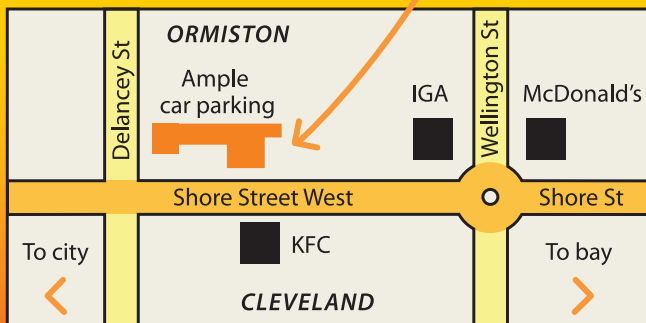 ORMISTON
Delancey St
Ample
car parking
IGA
Wellington St
McDonald's
Shore Street West
Shore St
To city
KFC
To bay
CLEVELAND